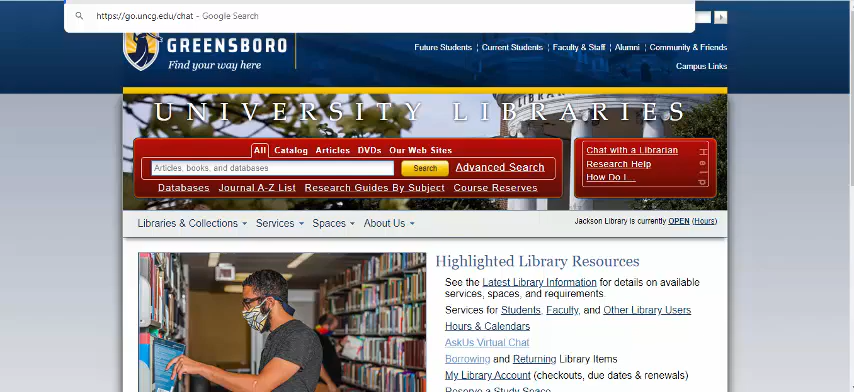 https://go.uncg.edu/chat - Google Search
GREENSBORO
Find your way here
Future Students Current Students Faculty & Staff Alumni Community & Friends
Campus Links
UNIVERSITY LIBRARIES
All Catalog Articles DVDs Our Web Sites
Articles, books, and databases Search Advanced Search
Databases Journal A-Z List Research Guides By Subject Course Reserves
Chat with a Librarian
Research Help
How Do I...
Help
Libraries & Collections Services Spaces About Us
Jackson Library is currently OPEN (Hours)
Highlighted Library Resources
See the Latest Library Information for details on available
services, spaces, and requirements.
Services for Students, Faculty, and Other Library Users
Hours & Calendars
AskUs Virtual Chat
Borrowing and Returning Library Items
My Library Account (checkouts, due dates & renewals)
Reserve a Study Space